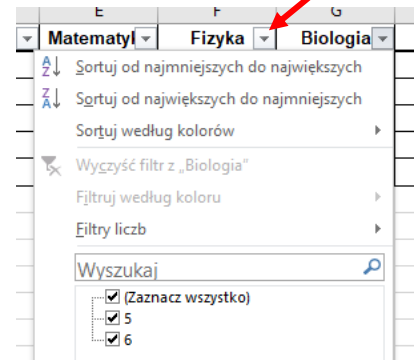 E F G
Matematyl Fizyka Biologia
Sortuj od najmniejszych do największych
Sortuj od największych do najmniejszych
Sortuj według kolorów
Wyczyść filtr z „Biologia”
Filtruj według koloru
Filtry liczb
Wyszukaj
(Zaznacz wszystko)
5
6